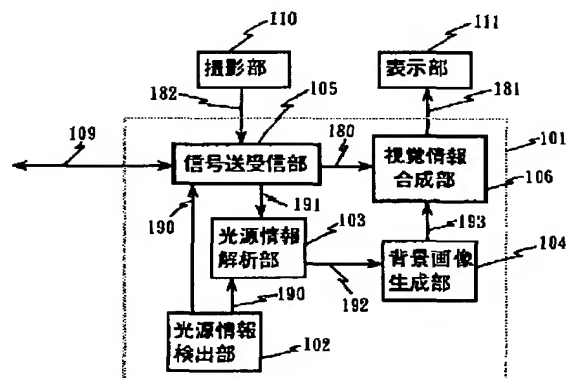 110
撮影部
182
111
表示部
181
105
109
信号送受信部
180
視覚情報
合成部
101
106
190
191
103
光源情報
解析部
193
背景画像
生成部
104
192
190
光源情報
検出部
102